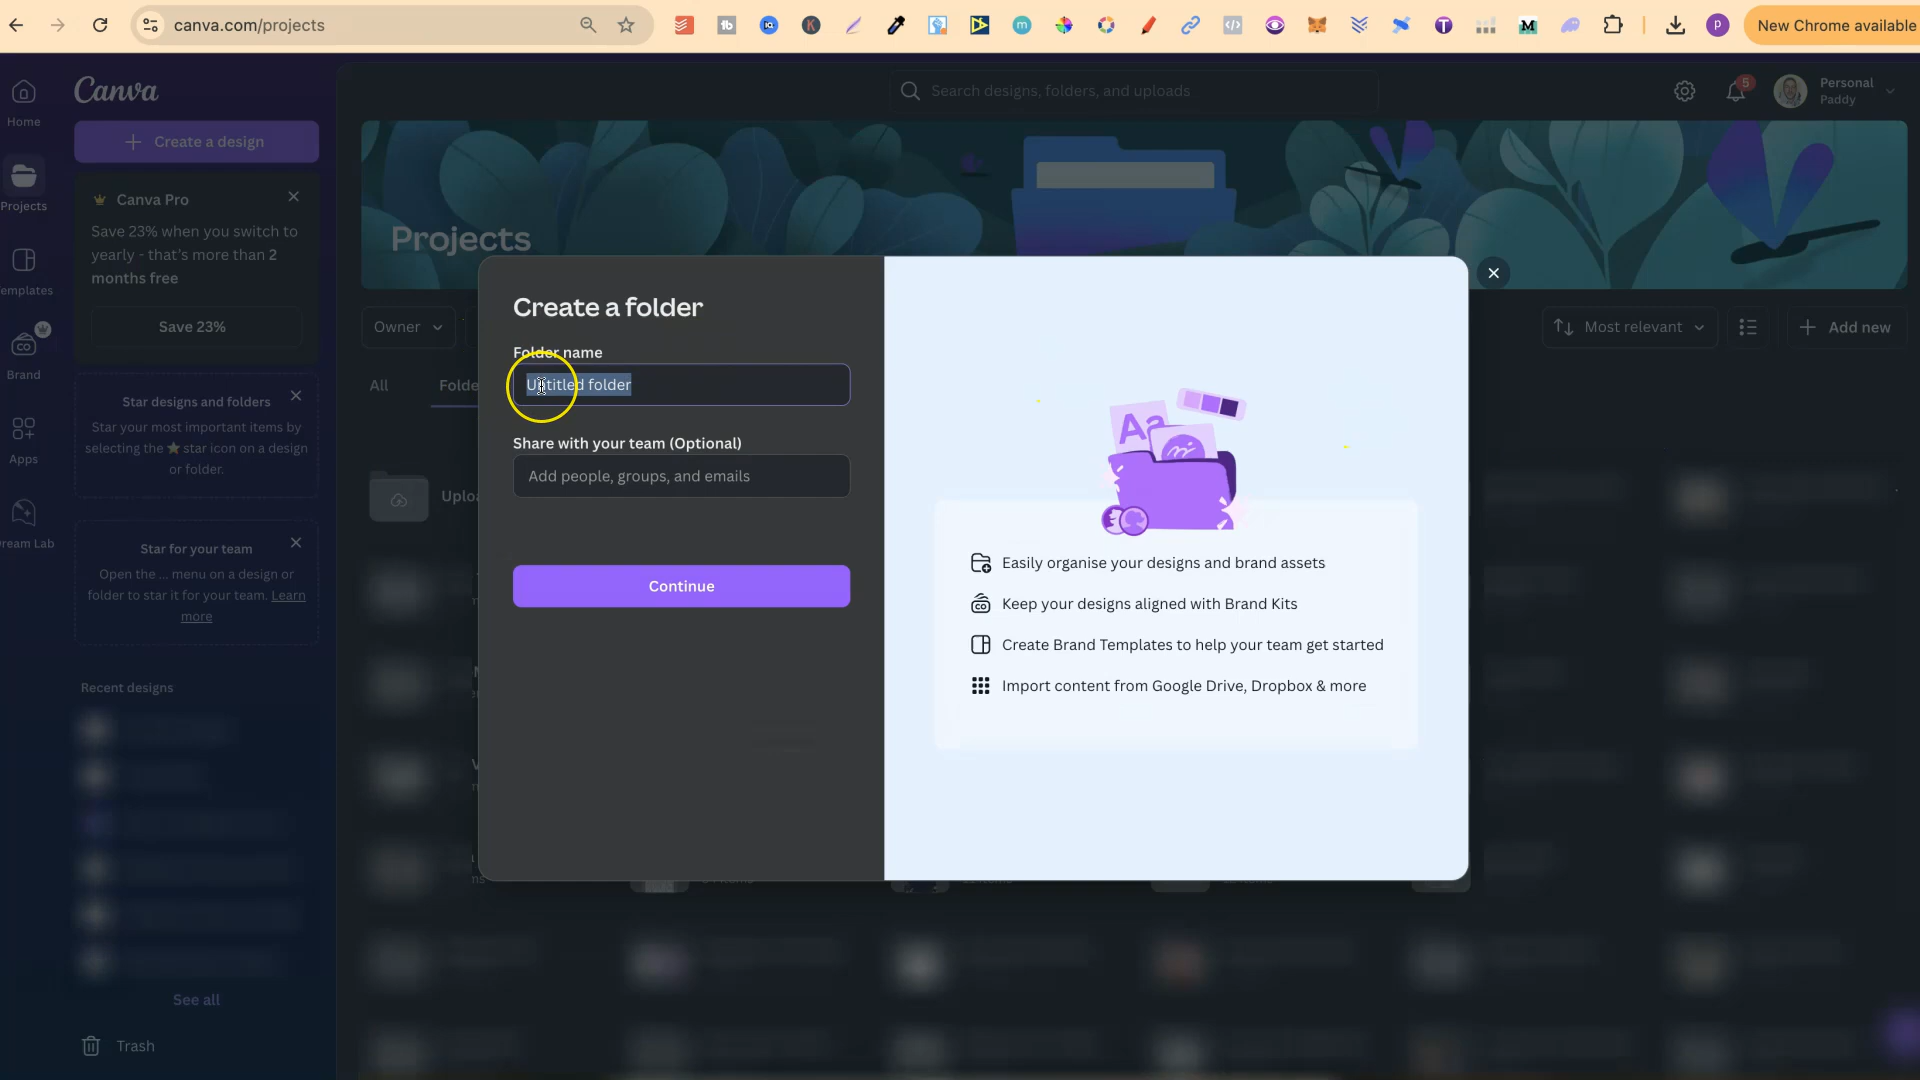 canva.com/projects
New Chrome available
Home
Projects
emplates
Brand
Apps
ream Lab
Canva
Create a design
Canva Pro
Save 23% when you switch to
yearly - that's more than 2
months free
Save 23%
Star designs and folders
Star your most important items by
selecting the ⭐ star icon on a design
or folder.
Star for your team
Open the ... menu on a design or
folder to star it for your team. Learn
more
Recent designs
See all
Trash
Search designs, folders, and uploads
5
Personal
Paddy
Projects
Owner
Most relevant
Add new
All
Folde
Uploa
Create a folder
Folder name
Untitled folder
Share with your team (Optional)
Add people, groups, and emails
Continue
Aa
Easily organise your designs and brand assets
Keep your designs aligned with Brand Kits
Create Brand Templates to help your team get started
Import content from Google Drive, Dropbox & more